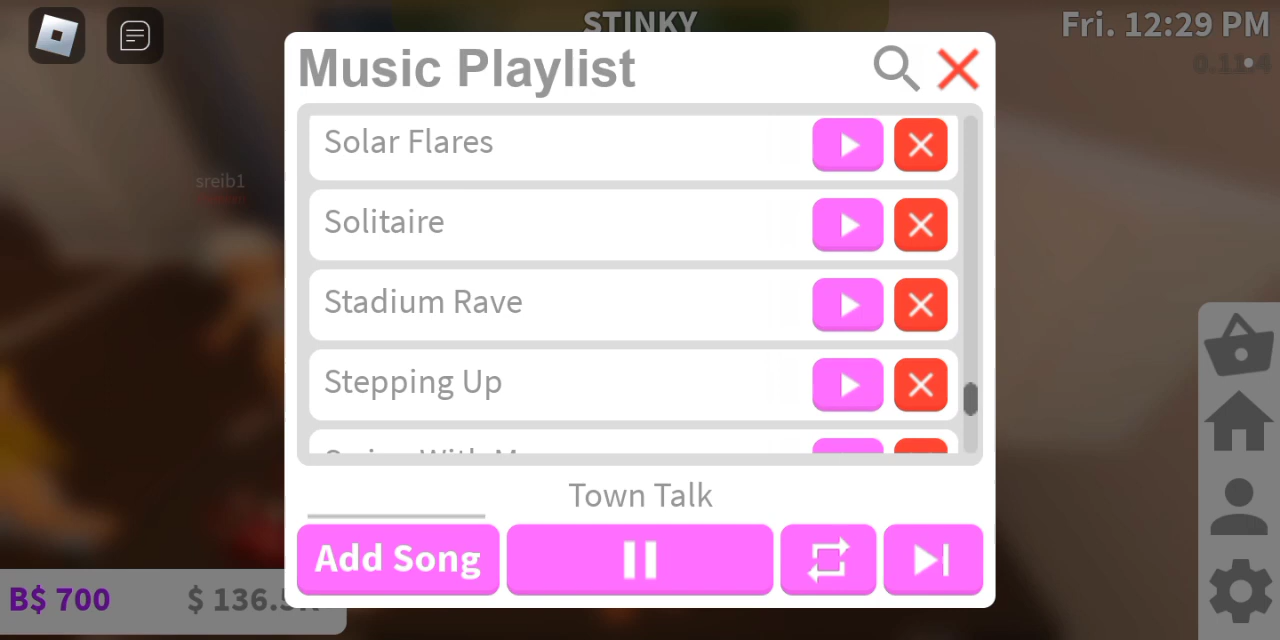 STINKY
Fri. 12:29 PM
Music Playlist
Solar Flares
sreib1
Solitaire
Stadium Rave
Stepping Up
Town Talk
Add Song
B$ 700
$ 136.